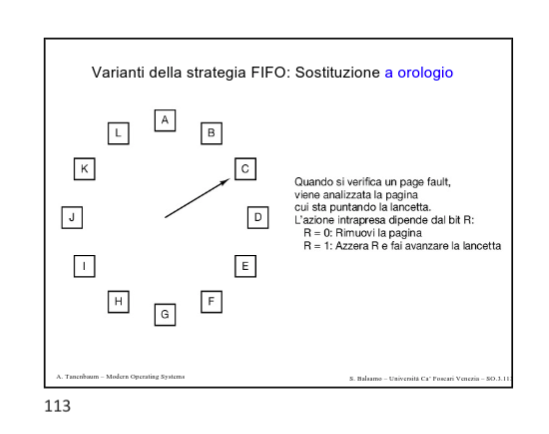 Varianti della strategia FIFO: Sostituzione a orologio
A
L
B
K
C
J
D
I
E
H
F
G
Quando si verifica un page fault,
viene analizzata la pagina
cui sta puntando la lancetta.
L'azione intrapresa dipende dal bit R:
R = 0: Rimuovi la pagina
R = 1: Azzera R e fai avanzare la lancetta
A. Tanenbaum – Modern Operating Systems
S. Balsamo – Università Ca' Foscari Venezia – SO.3.113
113